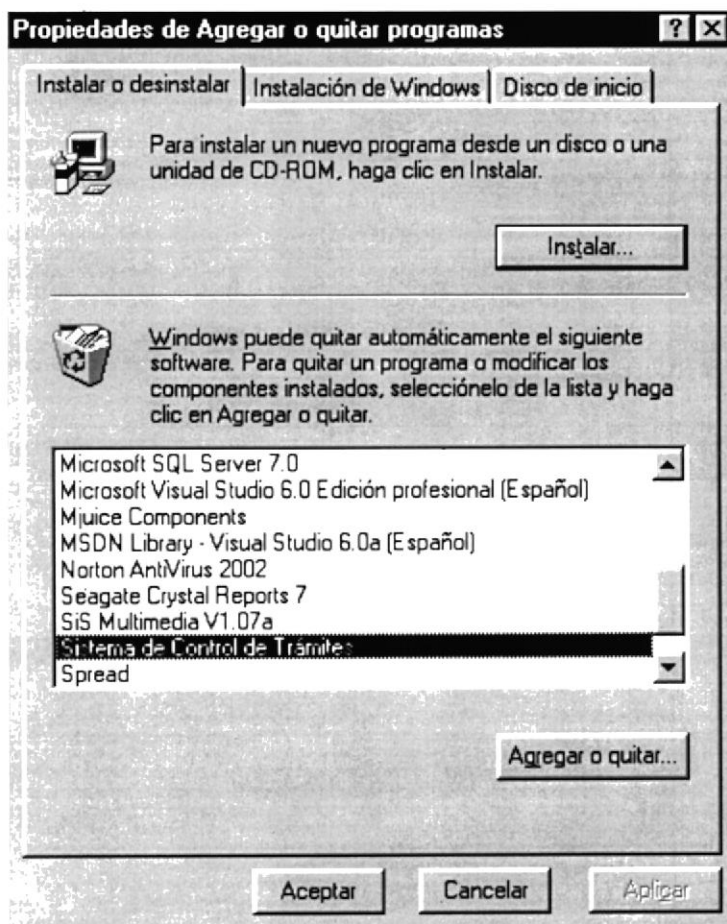 Propiedades de Agregar o quitar programas
Instalar o desinstalar
Instalación de Windows
Disco de inicio
Para instalar un nuevo programa desde un disco o una
unidad de CD-ROM, haga clic en Instalar.
Instalar...
Windows puede quitar automáticamente el siguiente
software. Para quitar un programa o modificar los
componentes instalados, selecciónelo de la lista y haga
clic en Agregar o quitar.
Microsoft SQL Server 7.0
Microsoft Visual Studio 6.0 Edición profesional (Español)
Mjuice Components
MSDN Library - Visual Studio 6.0a (Español)
Norton AntiVirus 2002
Seagate Crystal Reports 7
SiS Multimedia V1.07a
Sistema de Control de Trámites
Spread
Agregar o quitar...
Aceptar
Cancelar
Aplicar